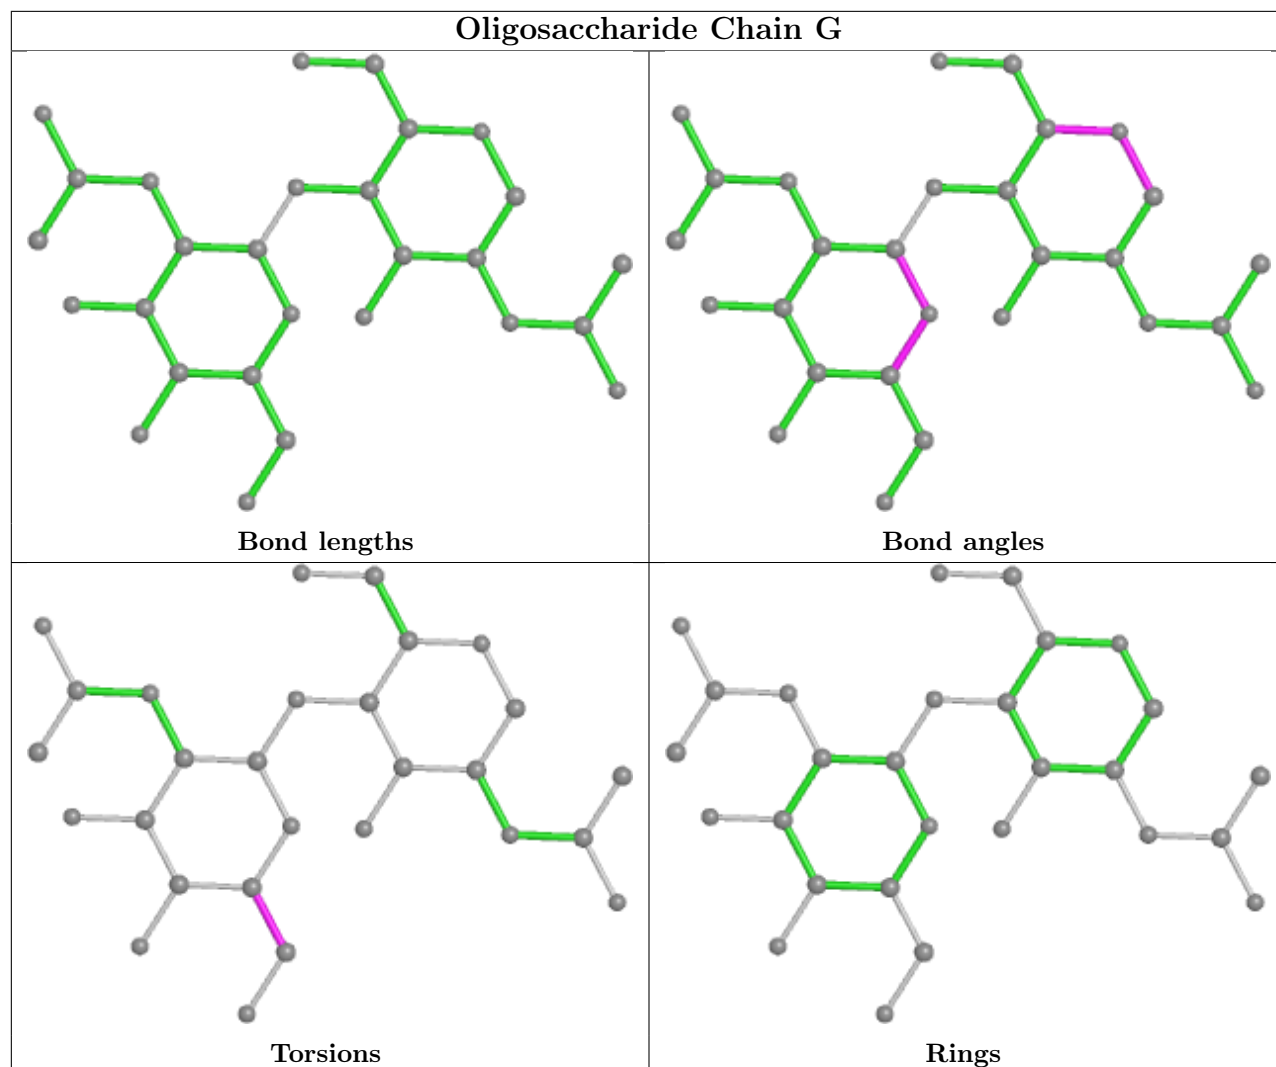 Oligosaccharide Chain G
Bond lengths
Bond angles
Torsions
Rings